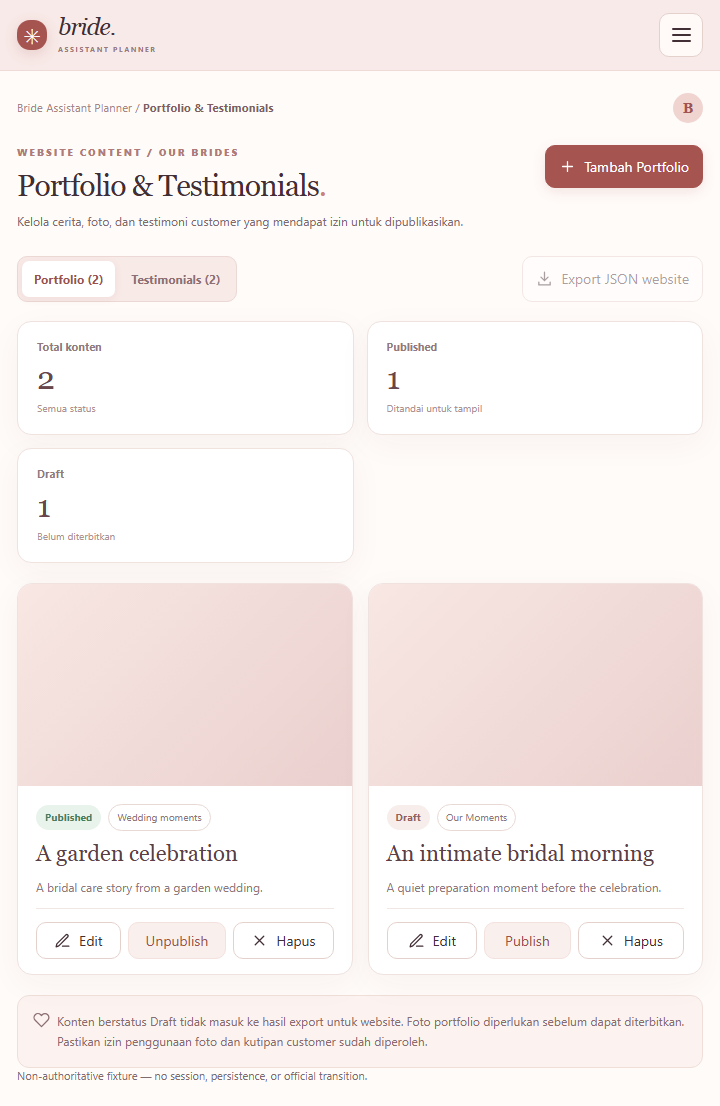 bride.
ASSISTANT PLANNER
Bride Assistant Planner / Portfolio & Testimonials
B
WEBSITE CONTENT / OUR BRIDES
Portfolio & Testimonials.
Tambah Portfolio
Kelola cerita, foto, dan testimoni customer yang mendapat izin untuk dipublikasikan.
Portfolio (2)
Testimonials (2)
Export JSON website
Total konten
2
Semua status
Published
1
Ditandai untuk tampil
Draft
1
Belum diterbitkan
Published
Wedding moments
A garden celebration
A bridal care story from a garden wedding.
Edit
Unpublish
Hapus
Draft
Our Moments
An intimate bridal morning
A quiet preparation moment before the celebration.
Edit
Publish
Hapus
Konten berstatus Draft tidak masuk ke hasil export untuk website. Foto portfolio diperlukan sebelum dapat diterbitkan.
Pastikan izin penggunaan foto dan kutipan customer sudah diperoleh.
Non-authoritative fixture — no session, persistence, or official transition.